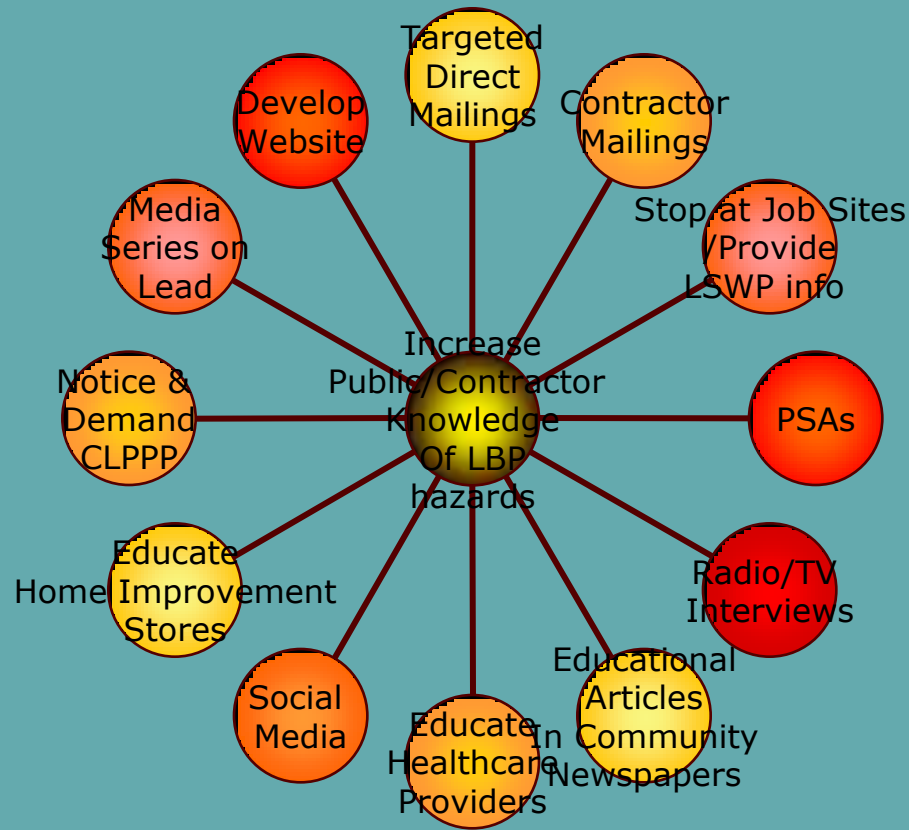 Targeted
Direct
Mailings
Contractor
Mailings
Stop at Job Sites
/Provide
LSWP info
PSAs
Radio/TV
Interviews
Educational
Articles
In Community
Newspapers
Educate
Healthcare
Providers
Social
Media
Educate
Home Improvement
Stores
Notice &
Demand
CLPPP
Media
Series on
Lead
Develop
Website
Increase
Public/Contractor
Knowledge
Of LBP
hazards